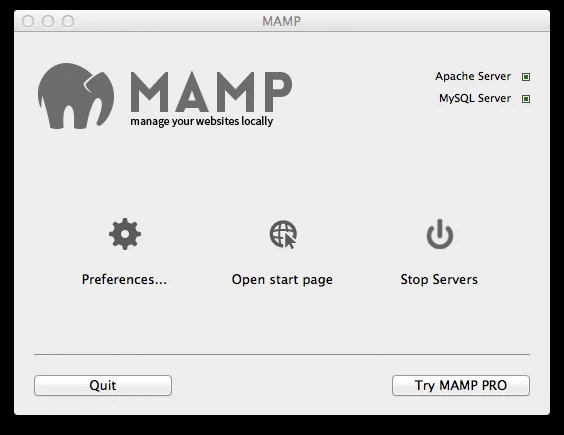 MAMP
MAMP
manage your websites locally
Apache Server
MySQL Server
Preferences...
Open start page
Stop Servers
Quit
Try MAMP PRO